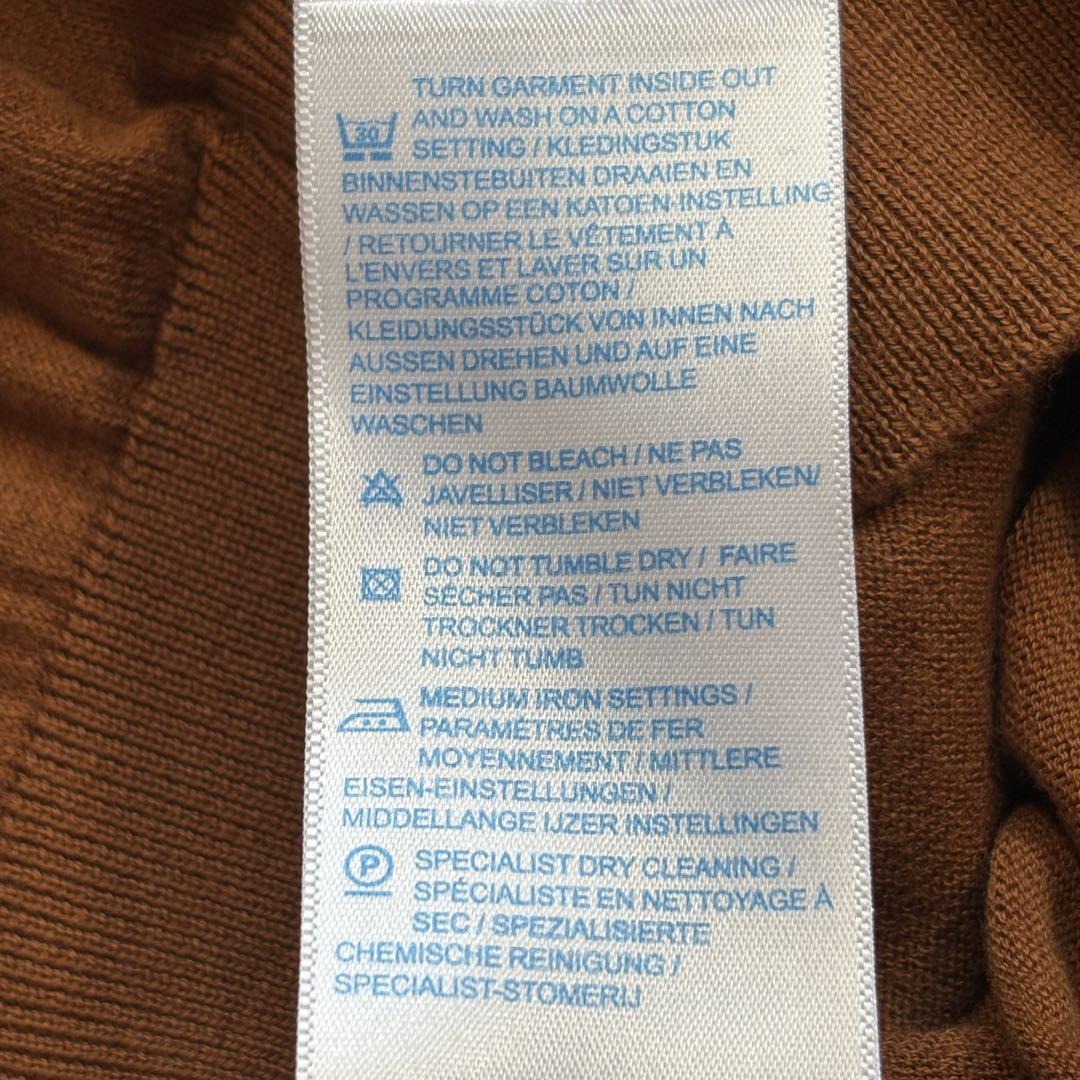 TURN GARMENT INSIDE OUT
30 AND WASH ON A COTTON
SETTING / KLEDINGSTUK
BINNENSTEBUITEN DRAAIEN EN
WASSEN OP EEN KATOEN-INSTELLING
/ RETOURNER LE VÊTEMENT À
L'ENVERS ET LAVER SUR UN
PROGRAMME COTON /
KLEIDUNGSSTÜCK VON INNEN NACH
AUSSEN DREHEN UND AUF EINE
EINSTELLUNG BAUMWOLLE
WASCHEN
DO NOT BLEACH / NE PAS
JAVELLISER / NIET VERBLEKEN/
NIET VERBLEKEN
DO NOT TUMBLE DRY / FAIRE
SÉCHER PAS / TUN NICHT
TROCKNER TROCKEN / TUN
NICHT TUMB
MEDIUM IRON SETTINGS /
PARAMÈTRES DE FER
MOYENNEMENT / MITTLERE
EISEN-EINSTELLUNGEN /
MIDDELLANGE IJZER INSTELLINGEN
P SPECIALIST DRY CLEANING /
SPÉCIALISTE EN NETTOYAGE À
SEC / SPEZIALISIERTE
CHEMISCHE REINIGUNG /
SPECIALIST-STOMERIJ